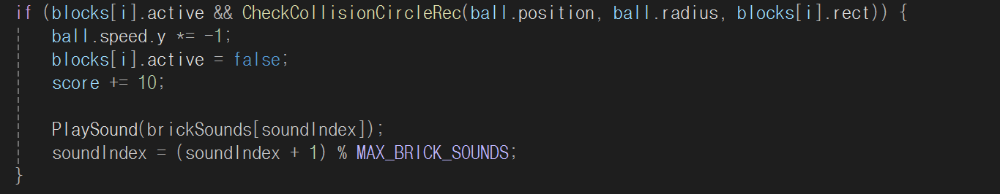 if (blocks[i].active && CheckCollisionCircleRec(ball.position, ball.radius, blocks[i].rect)) {
ball.speed.y *= -1;
blocks[i].active = false;
score += 10;
PlaySound(brickSounds[soundIndex]);
soundIndex = (soundIndex + 1) % MAX_BRICK_SOUNDS;
}